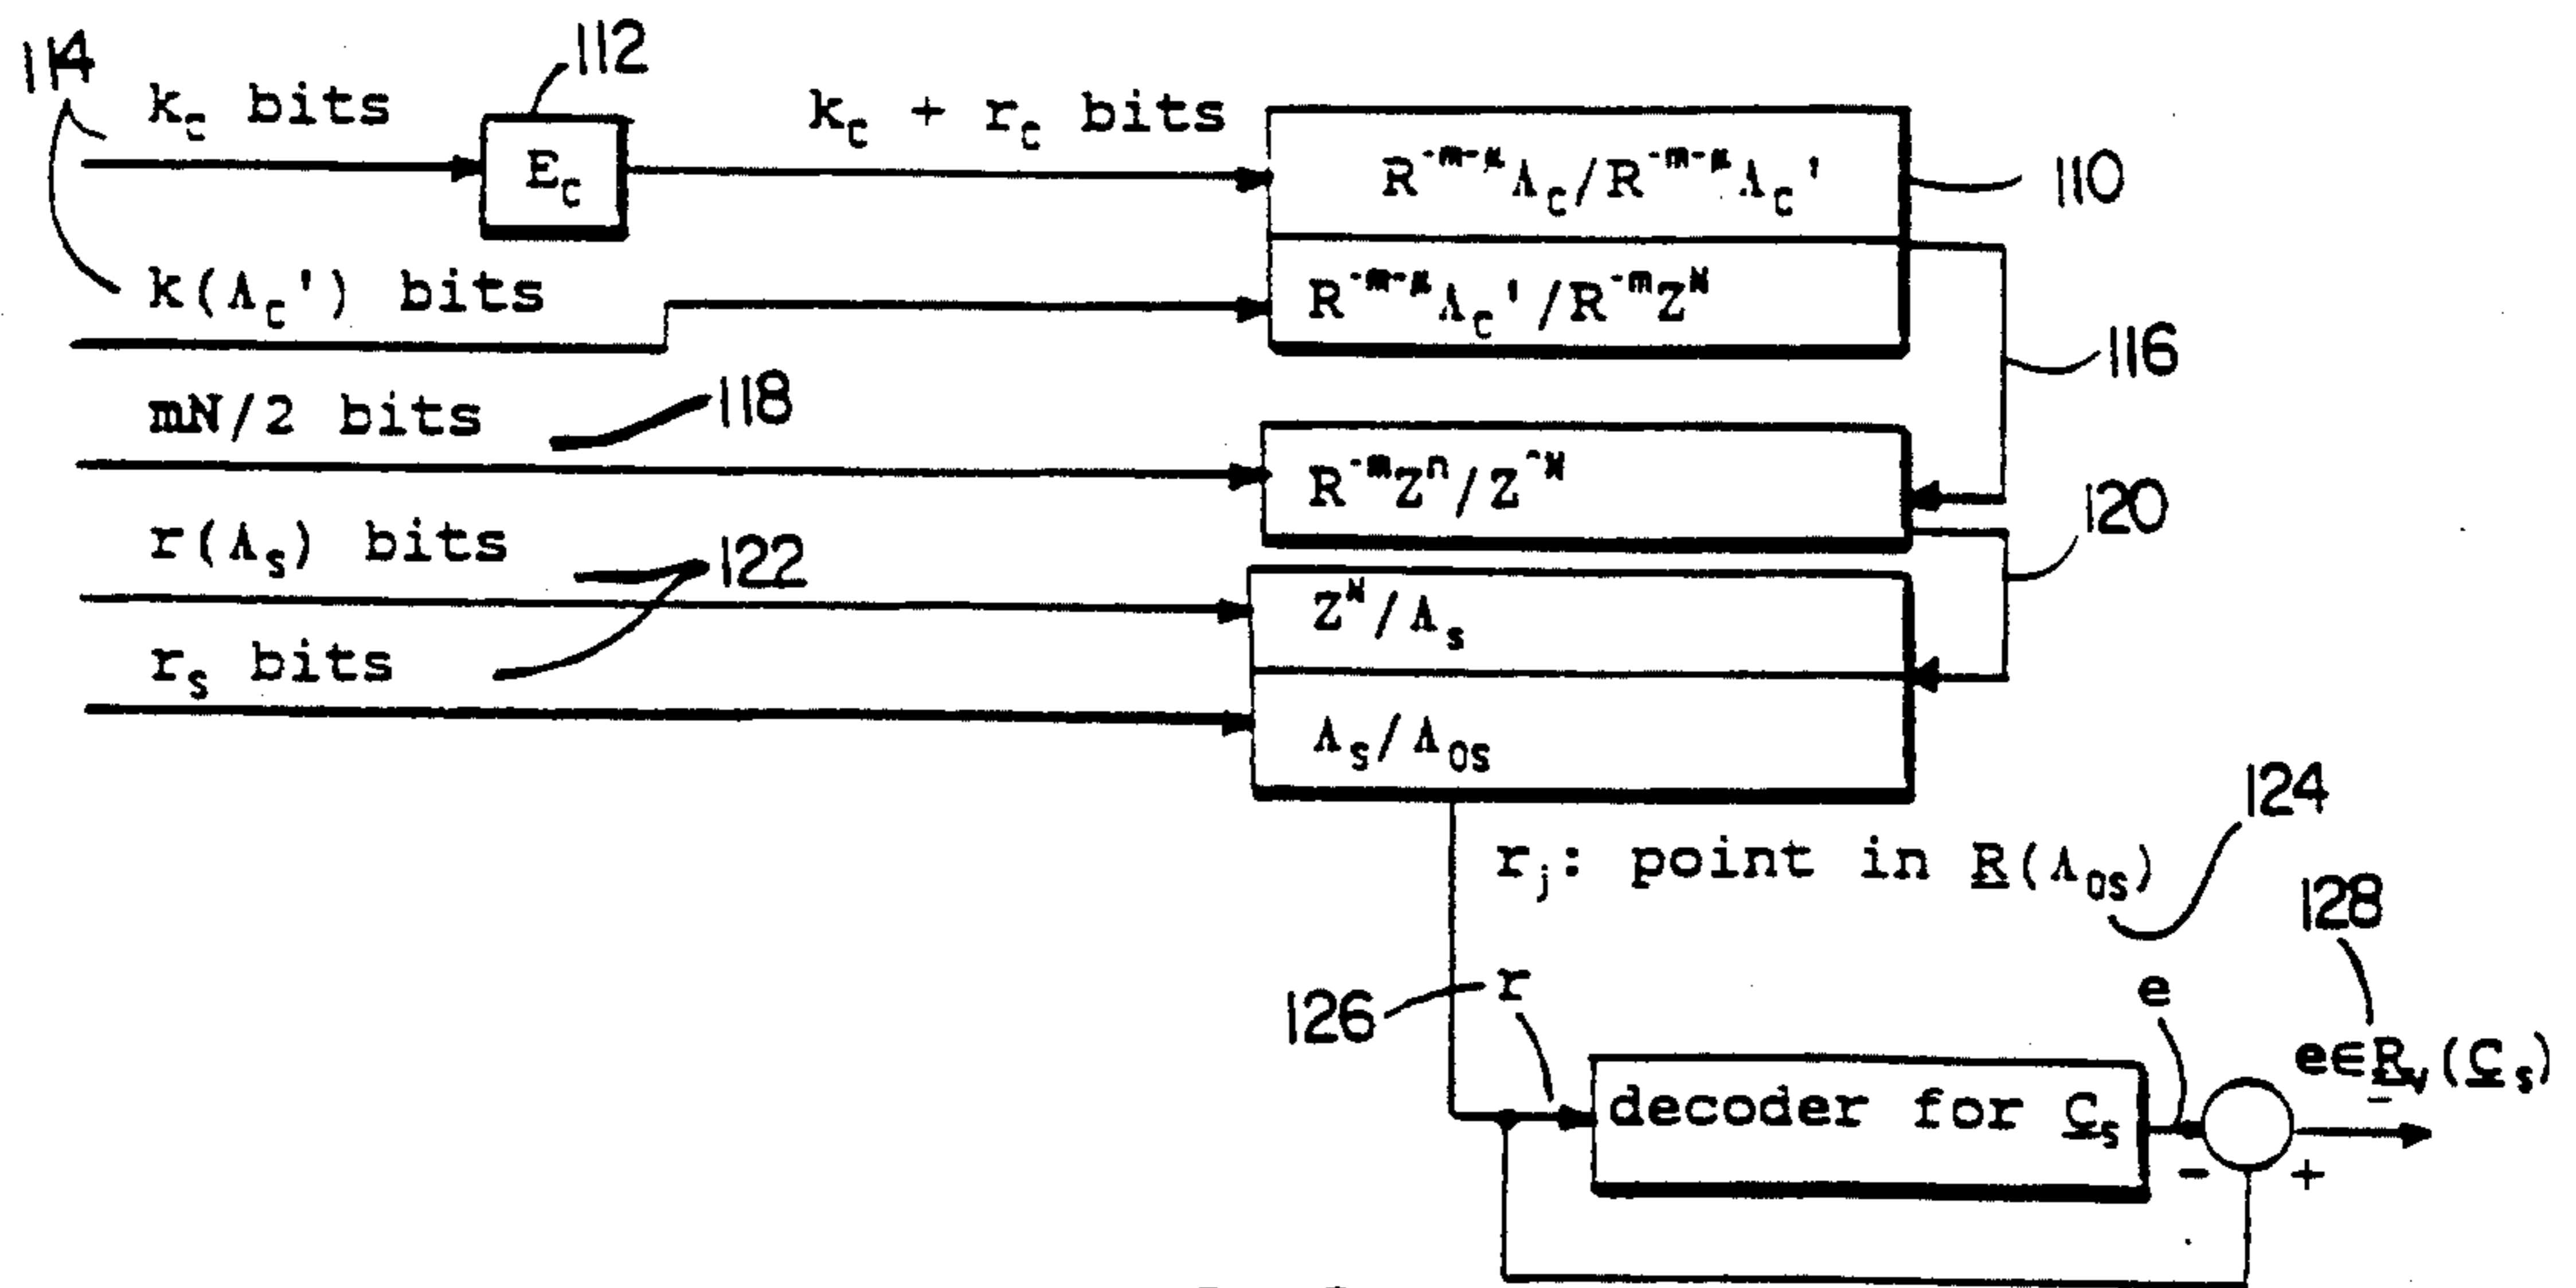 114
112
k_c bits
E_c
k_c + r_c bits
R^-m-μ Λ_c/R^-m-μ Λ_c'
110
k(Λ_c') bits
R^-m-μ Λ_c'/R^-m Z^N
116
mN/2 bits
118
R^-m Z^n/Z^N
120
r(Λ_s) bits
122
Z^N/Λ_s
r_s bits
Λ_s/Λ_0s
124
r_j: point in R(Λ_0s)
128
126
r
e
e∈R_v(C_s)
decoder for C_s
-
+